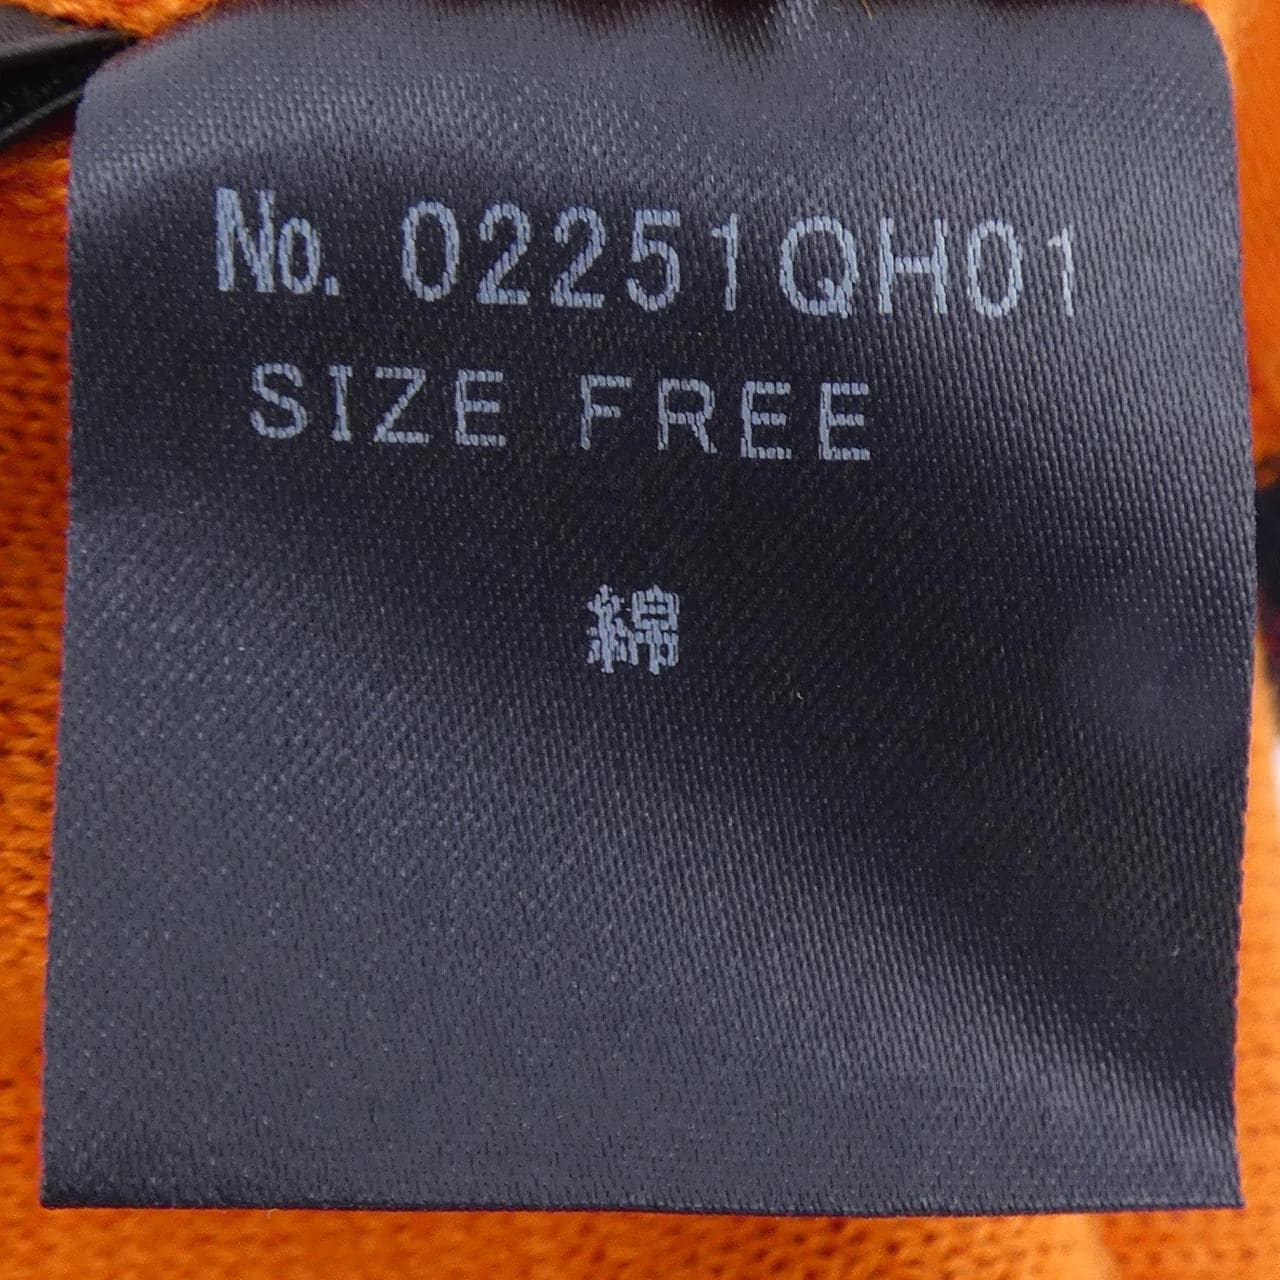 No. 02251QH01
SIZE FREE
綿